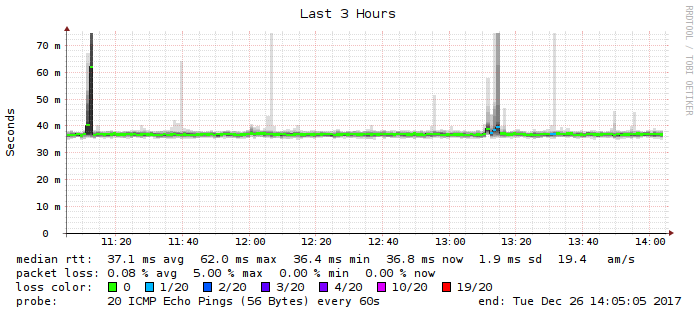 Last 3 Hours
RRDTOOL / TOBI OETIKER
Seconds
70 m
60 m
50 m
40 m
30 m
20 m
10 m
0
11:20 11:40 12:00 12:20 12:40 13:00 13:20 13:40 14:00
median rtt: 37.1 ms avg 62.0 ms max 36.4 ms min 36.8 ms now 1.9 ms sd 19.4 am/s
packet loss: 0.08 % avg 5.00 % max 0.00 % min 0.00 % now
loss color: 0 1/20 2/20 3/20 4/20 10/20 19/20
probe: 20 ICMP Echo Pings (56 Bytes) every 60s end: Tue Dec 26 14:05:05 2017